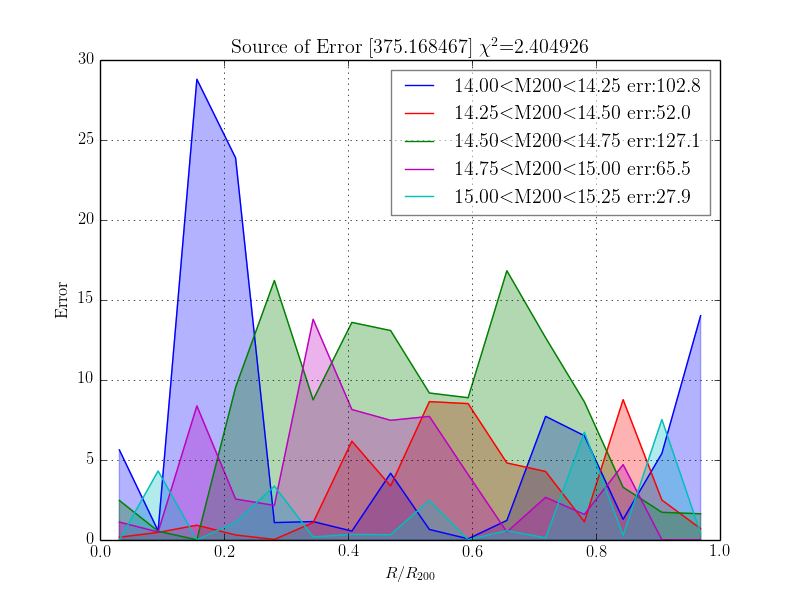 Source of Error [375.168467] χ²=2.404926
30
25
20
15
10
5
0
Error
14.00<M200<14.25 err:102.8
14.25<M200<14.50 err:52.0
14.50<M200<14.75 err:127.1
14.75<M200<15.00 err:65.5
15.00<M200<15.25 err:27.9
0.0 0.2 0.4 0.6 0.8 1.0
R/R₂₀₀